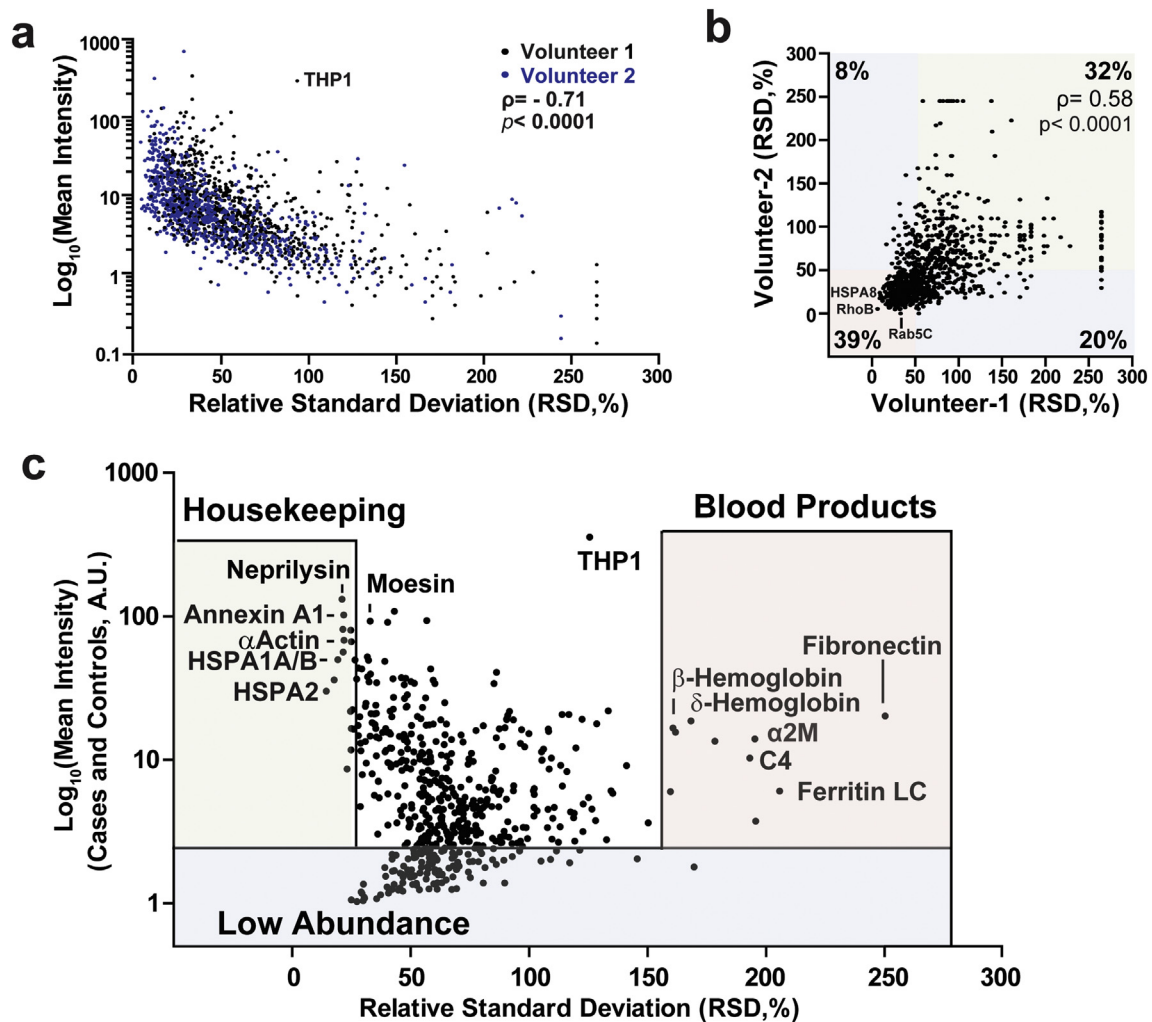 a
Log10(Mean Intensity)
1000
100
10
1
0.1
0
50
100
150
200
250
300
Relative Standard Deviation (RSD,%)
THP1
Volunteer 1
Volunteer 2
ρ= - 0.71
p< 0.0001
b
Volunteer-2 (RSD,%)
300
250
200
150
100
50
0
8%
32%
ρ= 0.58
p< 0.0001
HSPA8
RhoB
Rab5C
39%
20%
0
50
100
150
200
250
300
Volunteer-1 (RSD,%)
c
Log10(Mean Intensity)
(Cases and Controls, A.U.)
1000
100
10
1
Housekeeping
Blood Products
Neprilysin
Moesin
THP1
Annexin A1
αActin
HSPA1A/B
HSPA2
Fibronectin
β-Hemoglobin
δ-Hemoglobin
α2M
C4
Ferritin LC
Low Abundance
0
50
100
150
200
250
300
Relative Standard Deviation (RSD,%)